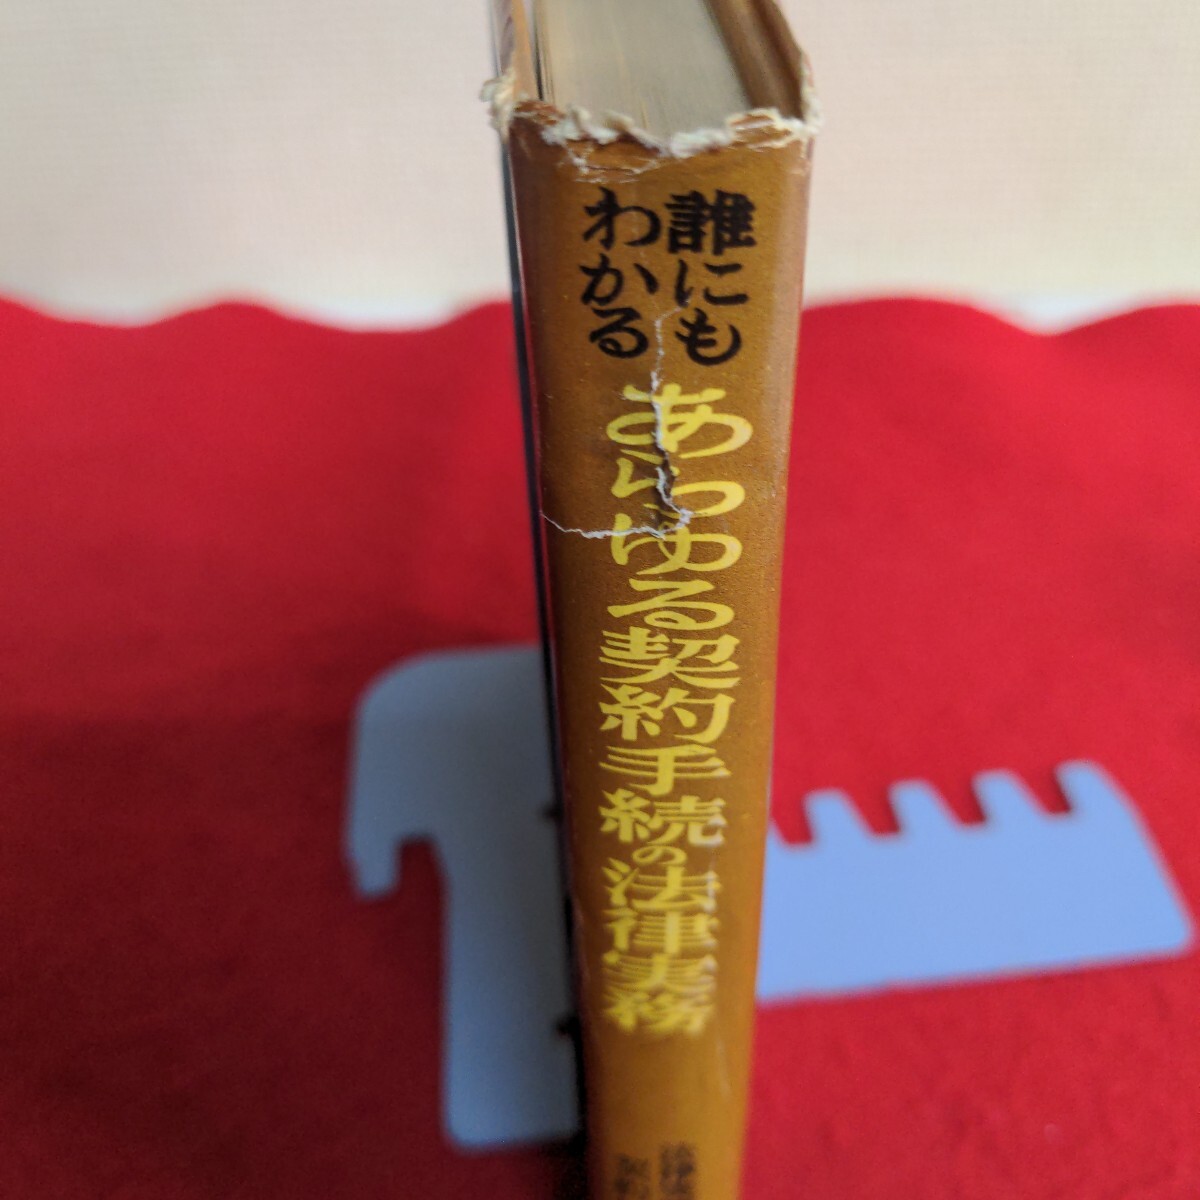 誰にも
わかる
あらゆる契約手続の法律実務